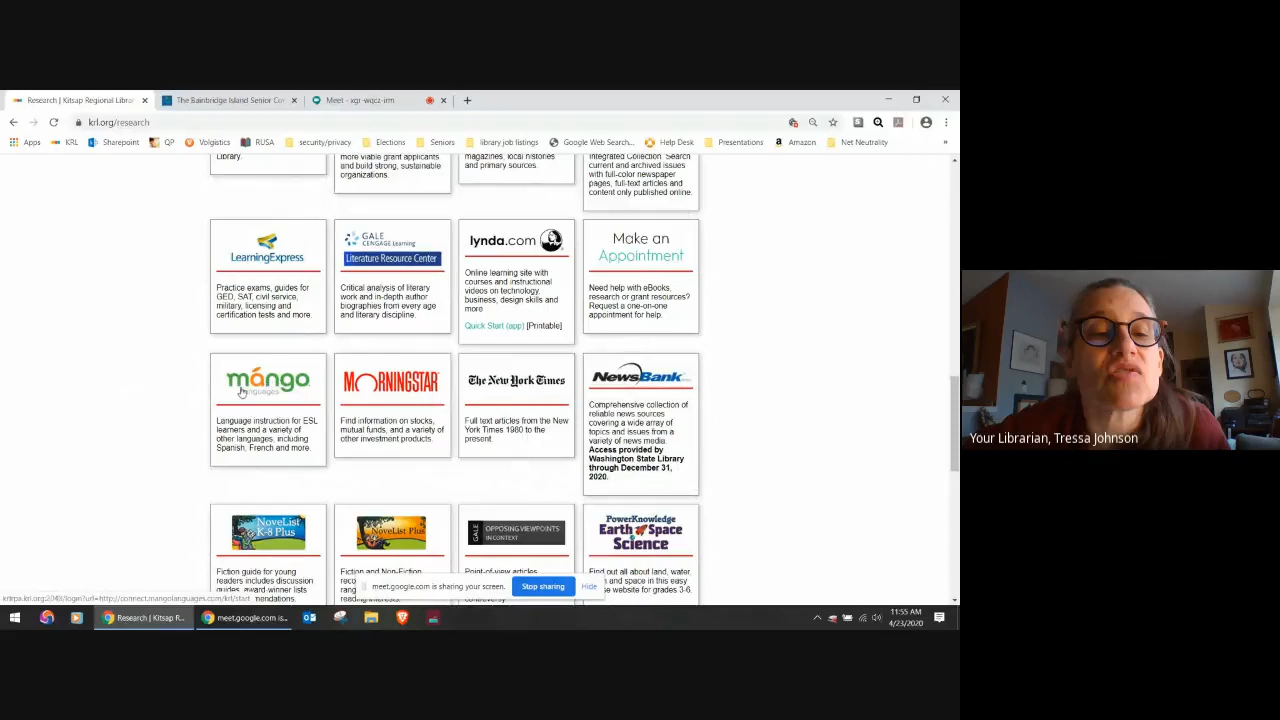 Research | Kitsap Regional Librar
The Bainbridge Island Senior Cor
Meet - xgr-wqcz-irm
krl.org/research
Apps
KRL
Sharepoint
QP
Volgistics
RUSA
security/privacy
Elections
Seniors
library job listings
Google Web Search...
Help Desk
Presentations
Amazon
Net Neutrality
»
Library.
more viable grant applicants
and build strong, sustainable
organizations.
magazines, local histories
and primary sources.
Integrated Collection. Search
current and archived issues
with full-color newspaper
pages, full-text articles and
content only published online.
LearningExpress
Practice exams, guides for
GED, SAT, civil service,
military, licensing and
certification tests and more.
GALE
CENGAGE Learning
Literature Resource Center
Critical analysis of literary
work and in-depth author
biographies from every age
and literary discipline.
lynda.com
Online learning site with
courses and instructional
videos on technology,
business, design skills and
more
Quick Start (app) [Printable]
Make an
Appointment
Need help with eBooks,
research or grant resources?
Request a one-on-one
appointment for help.
mango
languages
Language instruction for ESL
learners and a variety of
other languages, including
Spanish, French and more.
MORNINGSTAR
Find information on stocks,
mutual funds, and a variety of
other investment products.
The New York Times
Full text articles from the New
York Times 1980 to the
present.
NewsBank
Comprehensive collection of
reliable news sources
covering a wide array of
topics and issues from a
variety of news media.
Access provided by
Washington State Library
through December 31,
2020.
NoveList
K-8 Plus
Fiction guide for young
readers includes discussion
guides, award-winner lists
NoveList Plus
Fiction and Non-Fiction
reading interests.
GALE
OPPOSING VIEWPOINTS
IN CONTEXT
Point-of-view articles
PowerKnowledge
Earth & Space
Science
Find out all about land, water,
and space in this easy
website for grades 3-6.
meet.google.com is sharing your screen.
Stop sharing
Hide
Research | Kitsap R...
meet.google.com is...
11:55 AM
4/23/2020
Your Librarian, Tressa Johnson